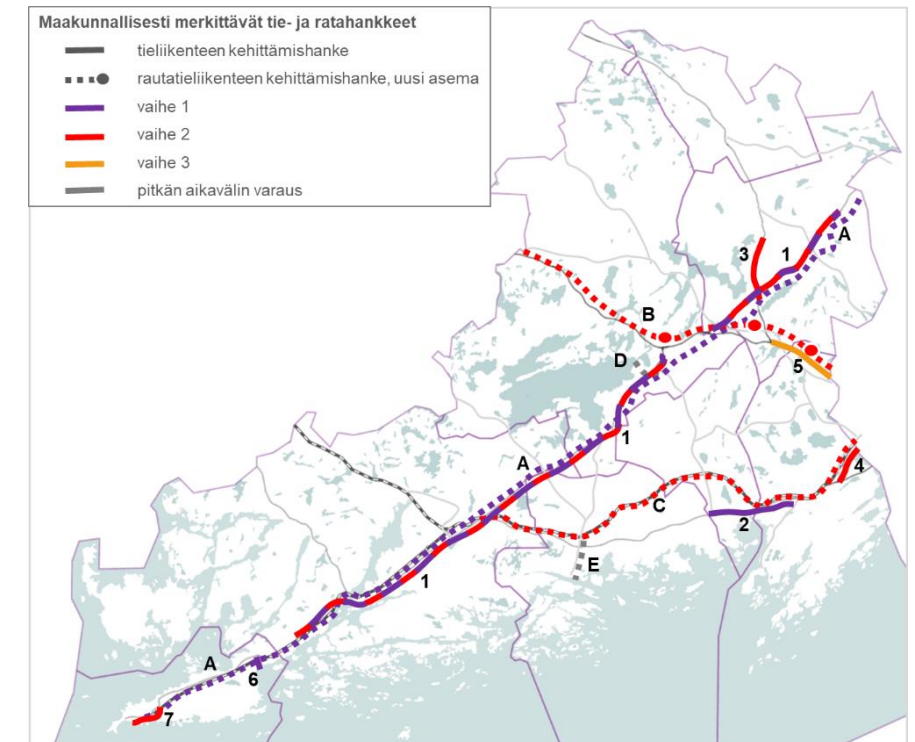 Maakunnallisesti merkittävät tie- ja ratahankkeet
tieliikenteen kehittämishanke
rautatieliikenteen kehittämishanke, uusi asema
vaihe 1
vaihe 2
vaihe 3
pitkän aikavälin varaus
A
3
1
B
D
5
1
A
4
C
2
E
1
A
6
7